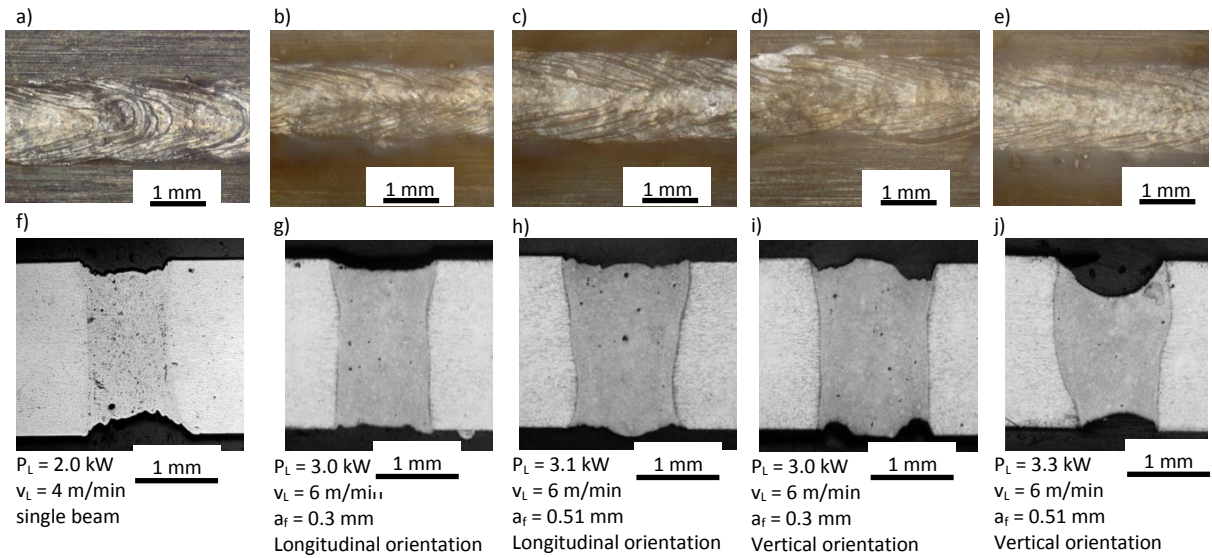 a)
b)
c)
d)
e)
1 mm
1 mm
1 mm
1 mm
1 mm
f)
g)
h)
i)
j)
1 mm
1 mm
1 mm
1 mm
1 mm
P_L = 2.0 kW
v_L = 4 m/min
single beam
P_L = 3.0 kW
v_L = 6 m/min
a_f = 0.3 mm
Longitudinal orientation
P_L = 3.1 kW
v_L = 6 m/min
a_f = 0.51 mm
Longitudinal orientation
P_L = 3.0 kW
v_L = 6 m/min
a_f = 0.3 mm
Vertical orientation
P_L = 3.3 kW
v_L = 6 m/min
a_f = 0.51 mm
Vertical orientation